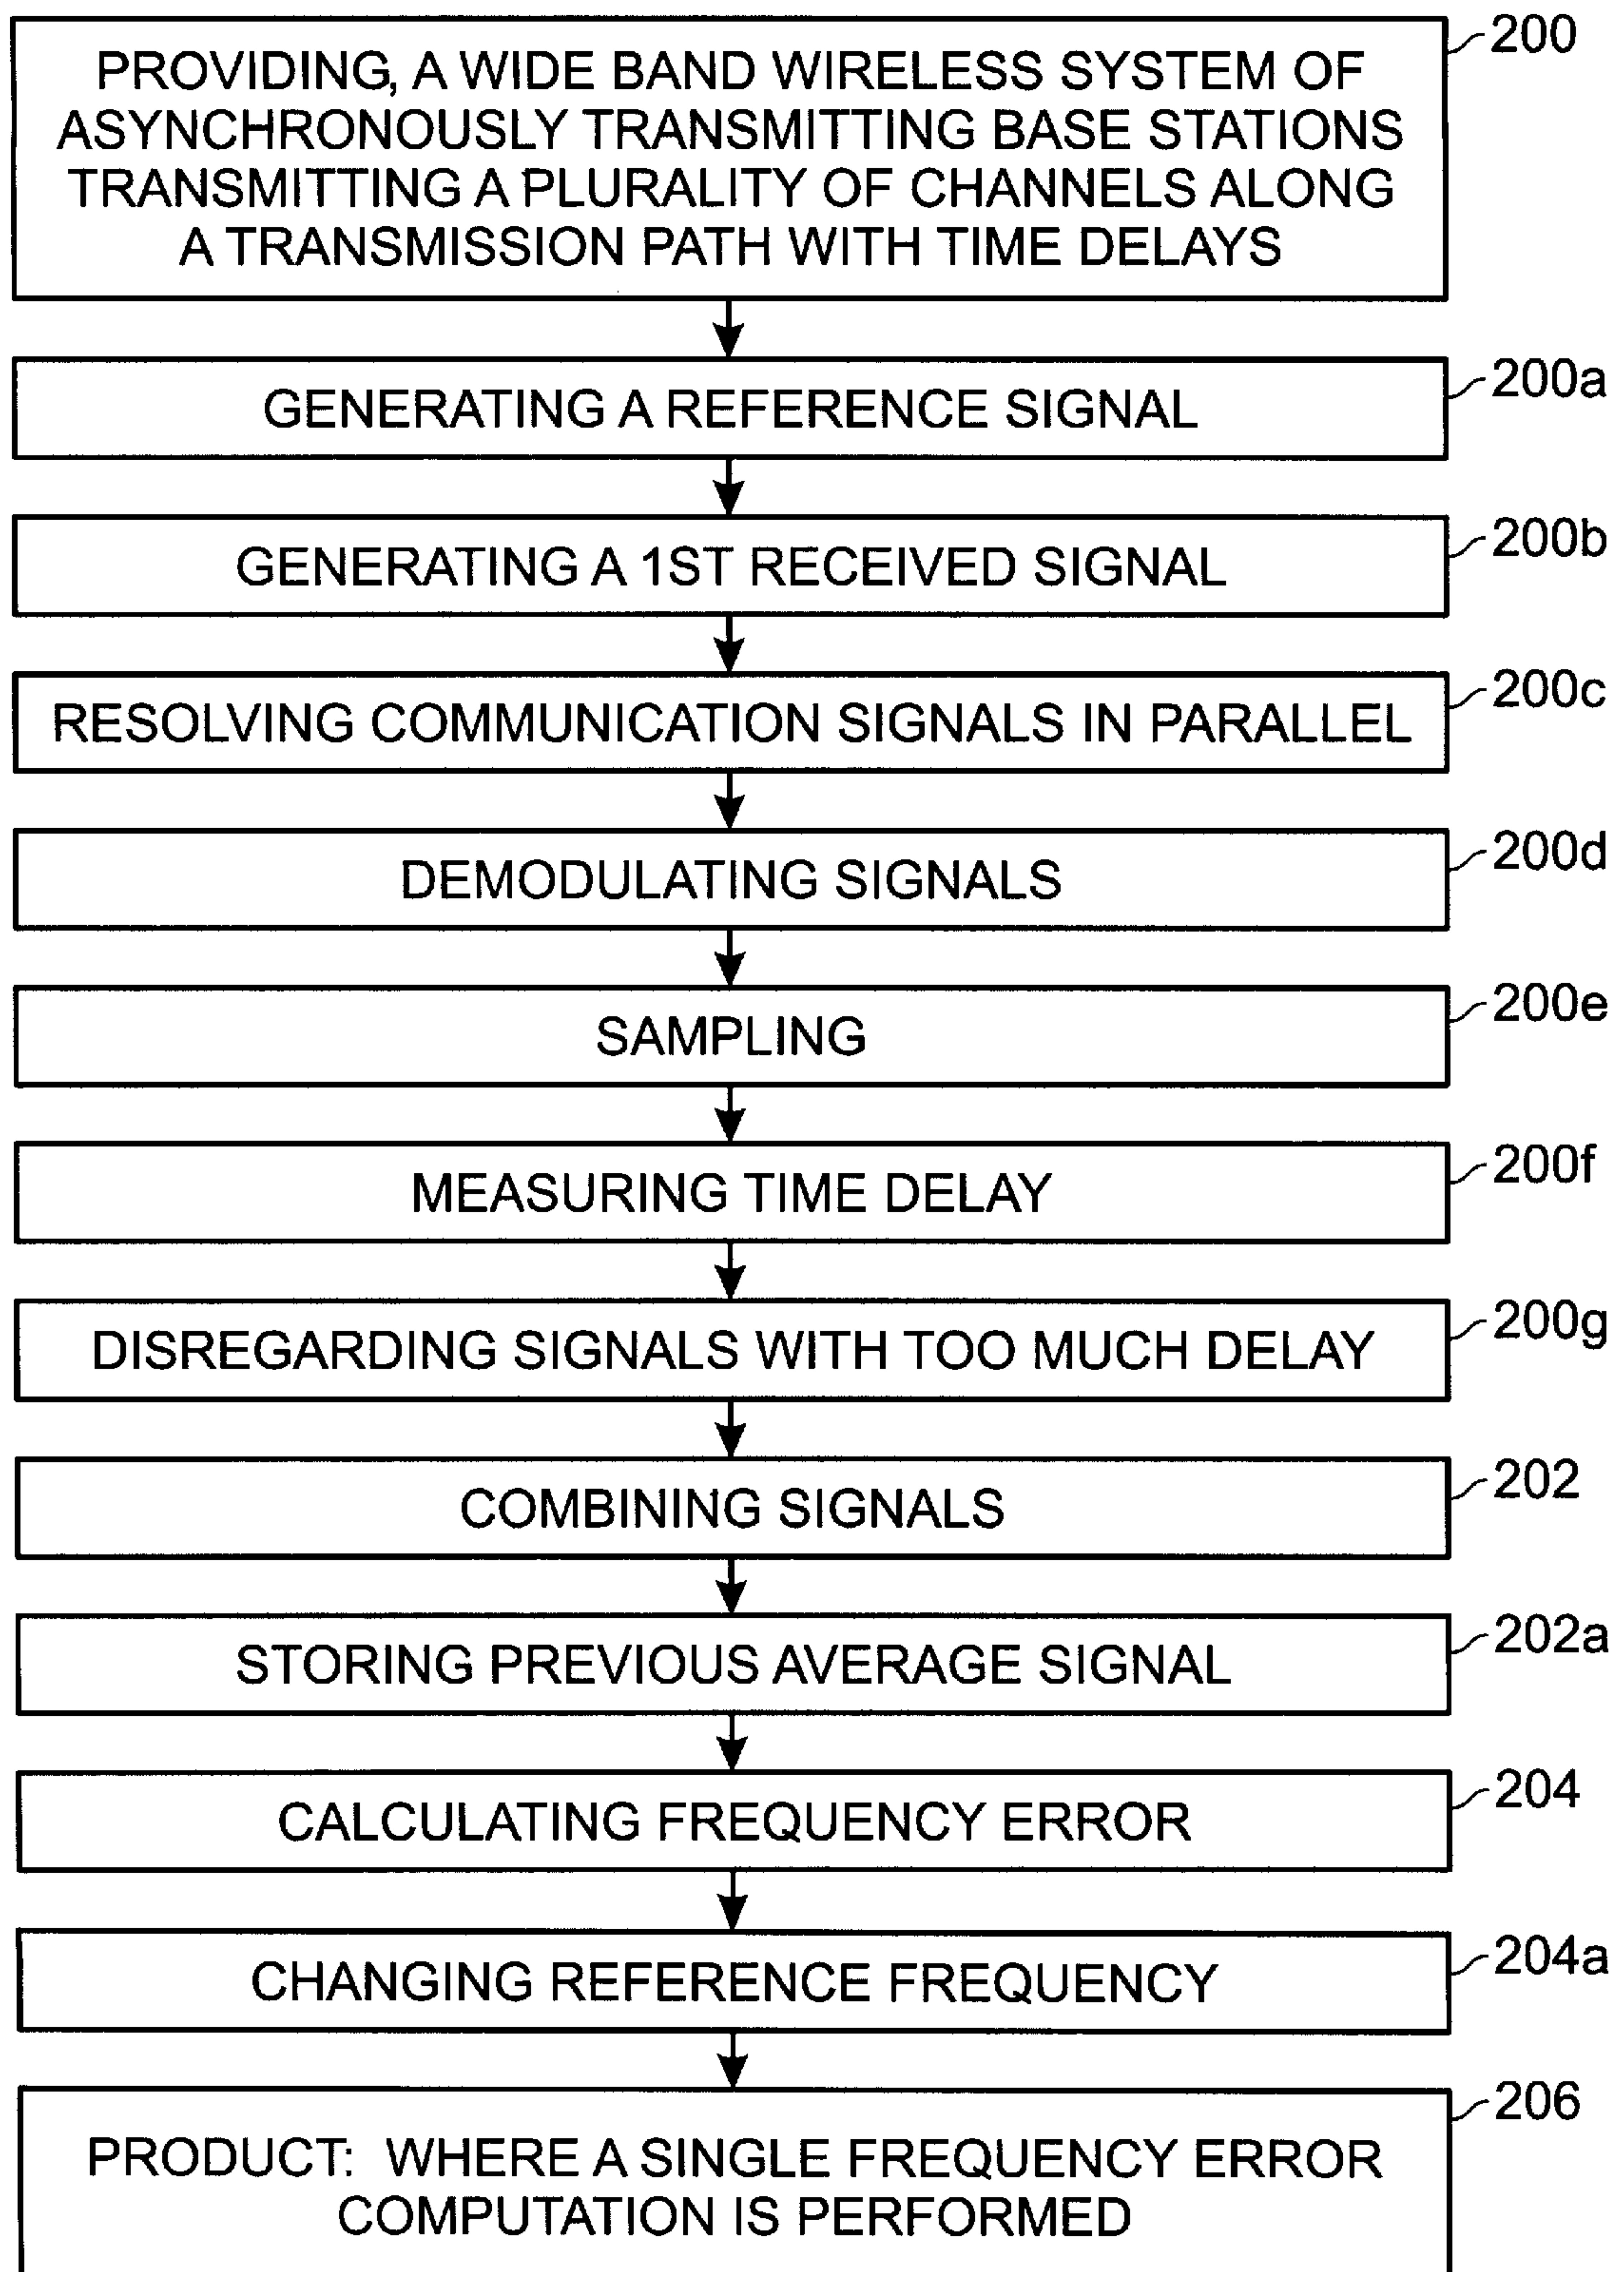 PROVIDING, A WIDE BAND WIRELESS SYSTEM OF
ASYNCHRONOUSLY TRANSMITTING BASE STATIONS
TRANSMITTING A PLURALITY OF CHANNELS ALONG
A TRANSMISSION PATH WITH TIME DELAYS
200
GENERATING A REFERENCE SIGNAL
200a
GENERATING A 1ST RECEIVED SIGNAL
200b
RESOLVING COMMUNICATION SIGNALS IN PARALLEL
200c
DEMODULATING SIGNALS
200d
SAMPLING
200e
MEASURING TIME DELAY
200f
DISREGARDING SIGNALS WITH TOO MUCH DELAY
200g
COMBINING SIGNALS
202
STORING PREVIOUS AVERAGE SIGNAL
202a
CALCULATING FREQUENCY ERROR
204
CHANGING REFERENCE FREQUENCY
204a
PRODUCT: WHERE A SINGLE FREQUENCY ERROR
COMPUTATION IS PERFORMED
206